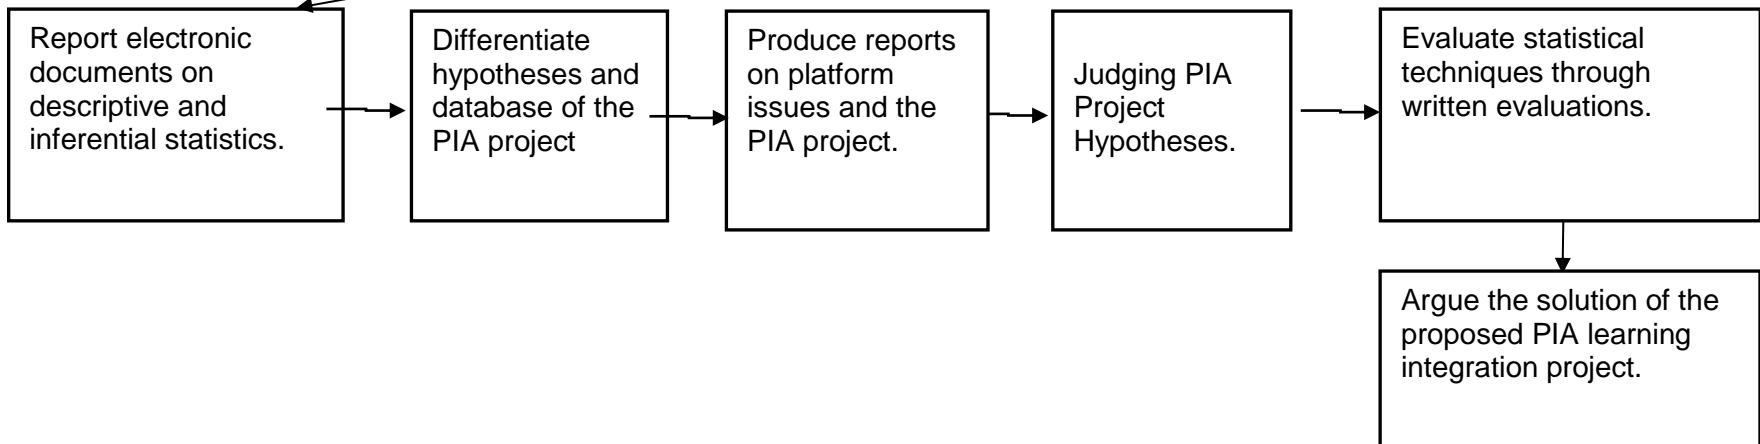 Report electronic
documents on
descriptive and
inferential statistics.
Differentiate
hypotheses and
database of the
PIA project
Produce reports
on platform
issues and the
PIA project.
Judging PIA
Project
Hypotheses.
Evaluate statistical
techniques through
written evaluations.
Argue the solution of the
proposed PIA learning
integration project.